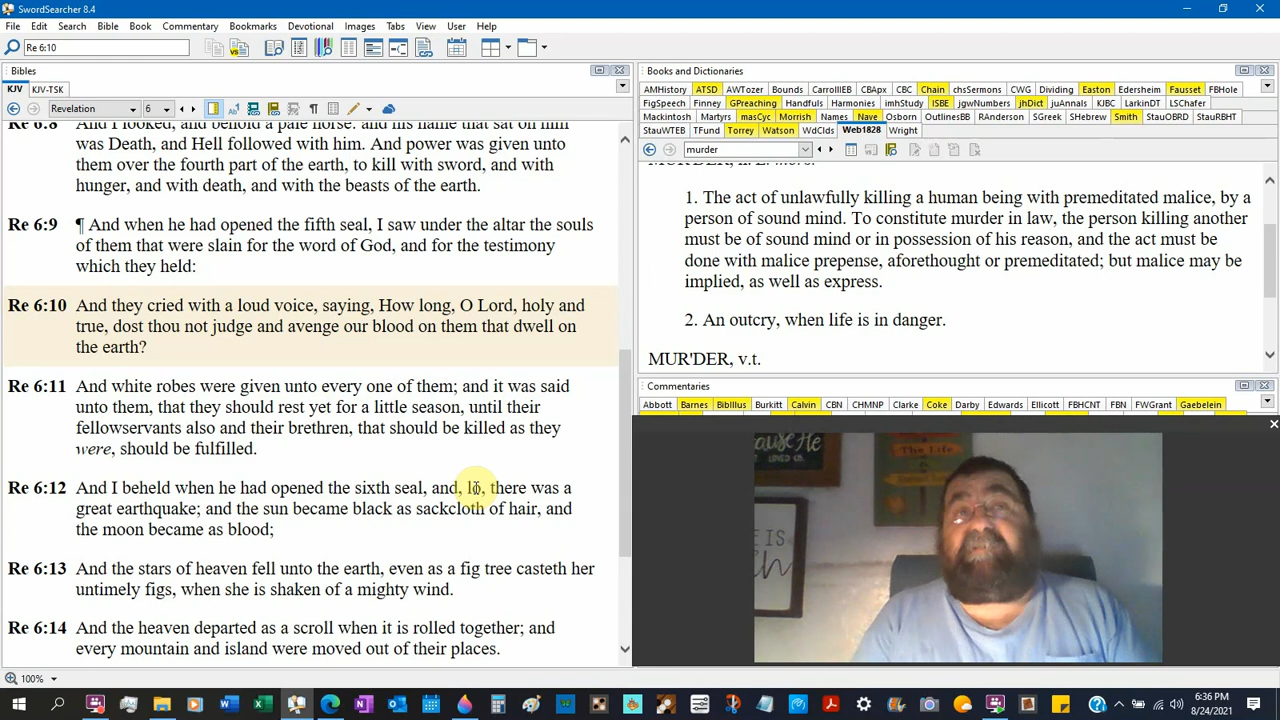 SwordSearcher 8.4
File Edit Search Bible Book Commentary Bookmarks Devotional Images Tabs View User Help
Re 6:10
Bibles
KJV KJV-TSK
Revelation 6
Re 6:8 And I looked, and behold a pale horse: and his name that sat on him
was Death, and Hell followed with him. And power was given unto
them over the fourth part of the earth, to kill with sword, and with
hunger, and with death, and with the beasts of the earth.
Re 6:9 ¶ And when he had opened the fifth seal, I saw under the altar the souls
of them that were slain for the word of God, and for the testimony
which they held:
Re 6:10 And they cried with a loud voice, saying, How long, O Lord, holy and
true, dost thou not judge and avenge our blood on them that dwell on
the earth?
Re 6:11 And white robes were given unto every one of them; and it was said
unto them, that they should rest yet for a little season, until their
fellowservants also and their brethren, that should be killed as they
were, should be fulfilled.
Re 6:12 And I beheld when he had opened the sixth seal, and, lo, there was a
great earthquake; and the sun became black as sackcloth of hair, and
the moon became as blood;
Re 6:13 And the stars of heaven fell unto the earth, even as a fig tree casteth her
untimely figs, when she is shaken of a mighty wind.
Re 6:14 And the heaven departed as a scroll when it is rolled together; and
every mountain and island were moved out of their places.
100%
Books and Dictionaries
AMHistory ATSD AWTozer Bounds CarrollIEB CBApx CBC Chain chsSermons CWG Dividing Easton Edersheim Fausset FBHole
FigSpeech Finney GPreaching Handfuls Harmonies imhStudy ISBE jgwNumbers jhDict juAnnals KJBC LarkinDT LSChafer
Mackintosh Martyrs masCyc Morrish Names Nave Osborn OutlinesBB RAnderson SGreek SHebrew Smith StauOBRD StauRBHT
StauWTEB TFund Torrey Watson WdClds Web1828 Wright
murder
1. The act of unlawfully killing a human being with premeditated malice, by a
person of sound mind. To constitute murder in law, the person killing another
must be of sound mind or in possession of his reason, and the act must be
done with malice prepense, aforethought or premeditated; but malice may be
implied, as well as express.
2. An outcry, when life is in danger.
MUR'DER, v.t.
Commentaries
Abbott Barnes BibIllus Burkitt Calvin CBN CHMNP Clarke Coke Darby Edwards Ellicott FBHCNT FBN FWGrant Gaebelein
6:36 PM
8/24/2021